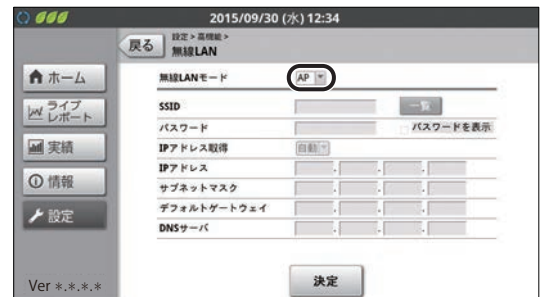 2015/09/30 (水) 12:34
戻る
設定 > 高機能 >
無線LAN
ホーム
ライブ
レポート
実績
情報
設定
Ver *.*.*.*
無線LANモード AP
SSID 一覧
パスワード パスワードを表示
IPアドレス取得 自動
IPアドレス . . .
サブネットマスク . . .
デフォルトゲートウェイ . . .
DNSサーバ . . .
決定